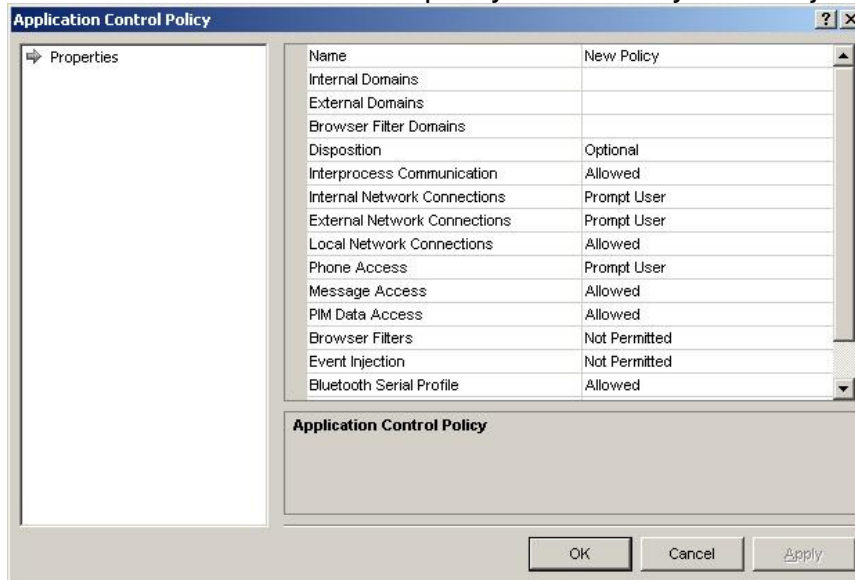 Application Control Policy
Properties
Name New Policy
Internal Domains
External Domains
Browser Filter Domains
Disposition Optional
Interprocess Communication Allowed
Internal Network Connections Prompt User
External Network Connections Prompt User
Local Network Connections Allowed
Phone Access Prompt User
Message Access Allowed
PIM Data Access Allowed
Browser Filters Not Permitted
Event Injection Not Permitted
Bluetooth Serial Profile Allowed
Application Control Policy
OK Cancel Apply